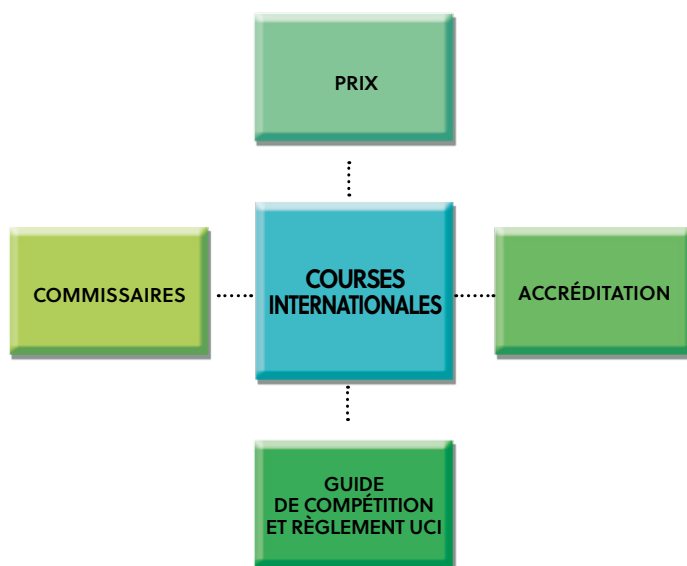 PRIX
COMMISSAIRES
COURSES
INTERNATIONALES
ACCRÉDITATION
GUIDE
DE COMPÉTITION
ET RÈGLEMENT UCI